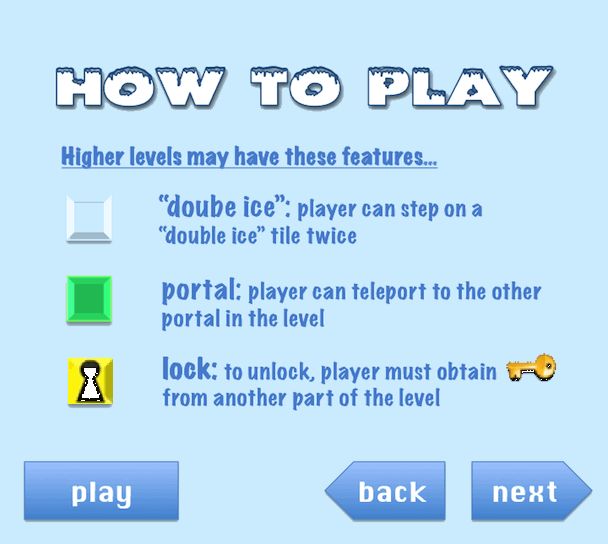 HOW TO PLAY
Higher levels may have these features...
“doube ice”: player can step on a
“double ice” tile twice
portal: player can teleport to the other
portal in the level
lock: to unlock, player must obtain
from another part of the level
play
back
next